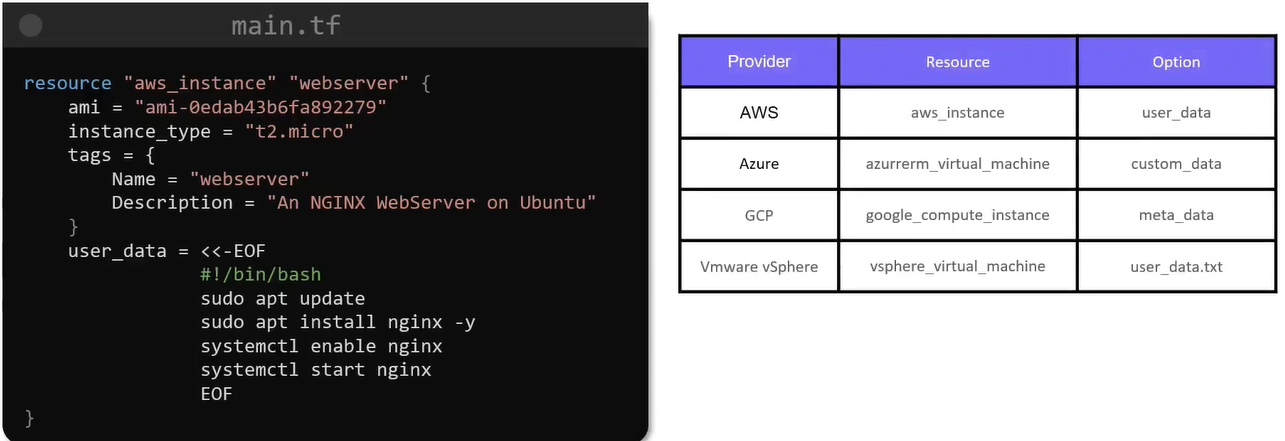 main.tf
resource "aws_instance" "webserver" {
    ami = "ami-0edab43b6fa892279"
    instance_type = "t2.micro"
    tags = {
        Name = "webserver"
        Description = "An NGINX WebServer on Ubuntu"
    }
    user_data = <<-EOF
                #!/bin/bash
                sudo apt update
                sudo apt install nginx -y
                systemctl enable nginx
                systemctl start nginx
                EOF
}
Provider Resource Option
AWS aws_instance user_data
Azure azurrerm_virtual_machine custom_data
GCP google_compute_instance meta_data
Vmware vSphere vsphere_virtual_machine user_data.txt